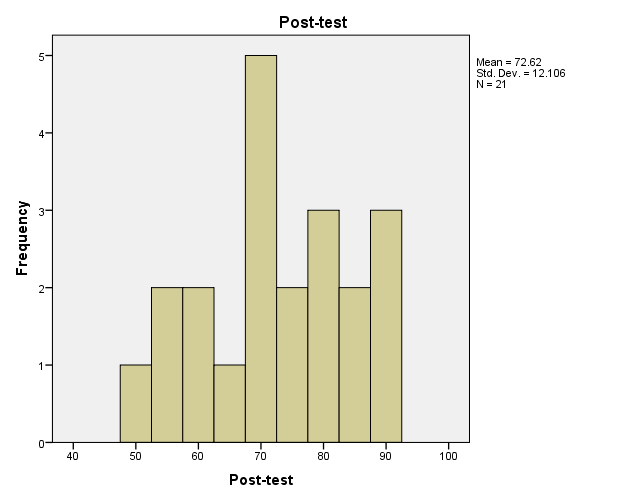 Post-test
Mean = 72.62
Std. Dev. = 12.106
N = 21
Frequency
5
4
3
2
1
0
40 50 60 70 80 90 100
Post-test